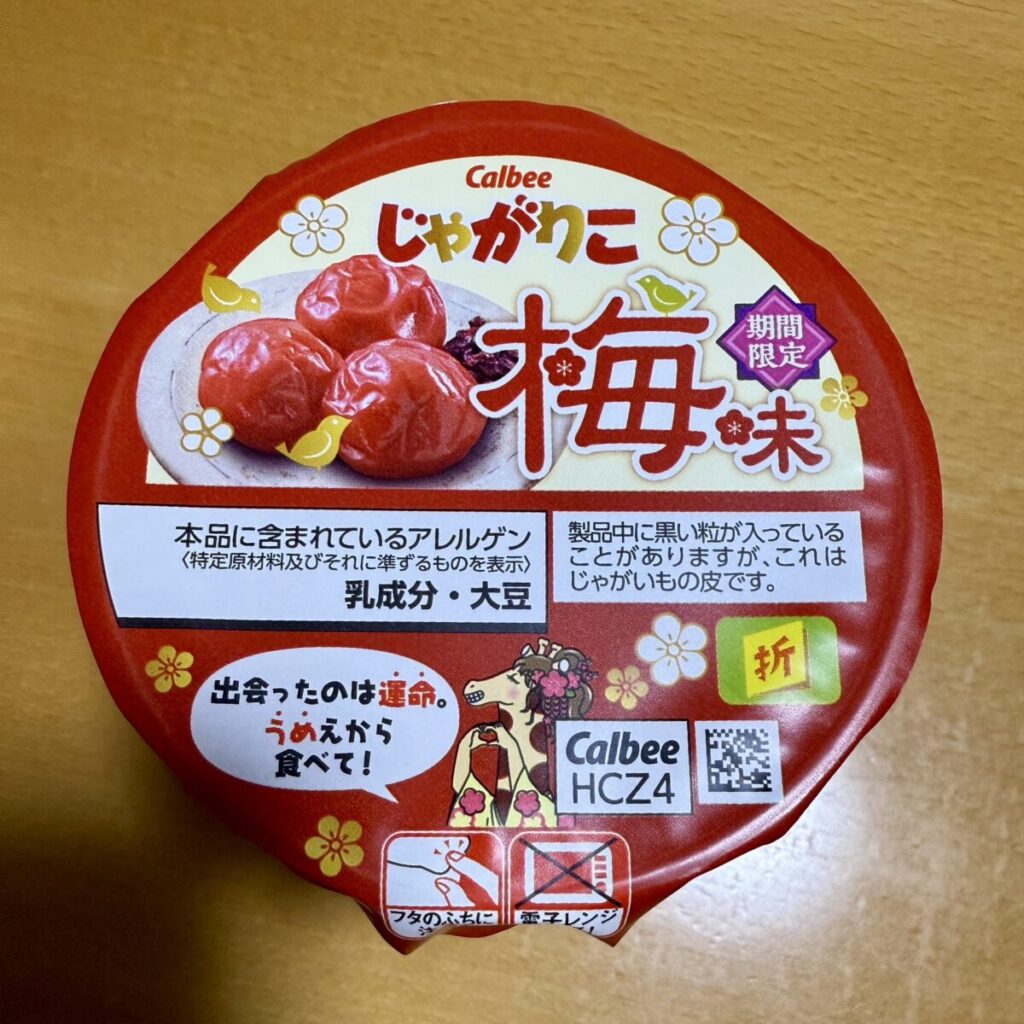 Calbee
じゃがりこ
梅味
期間
限定
本品に含まれているアレルゲン
〈特定原材料及びそれに準ずるものを表示〉
乳成分・大豆
製品中に黒い粒が入っている
ことがありますが、これは
じゃがいもの皮です。
折
出会ったのは運命。
うめえから
食べて!
Calbee
HCZ4
フタのふちに
電子レンジ